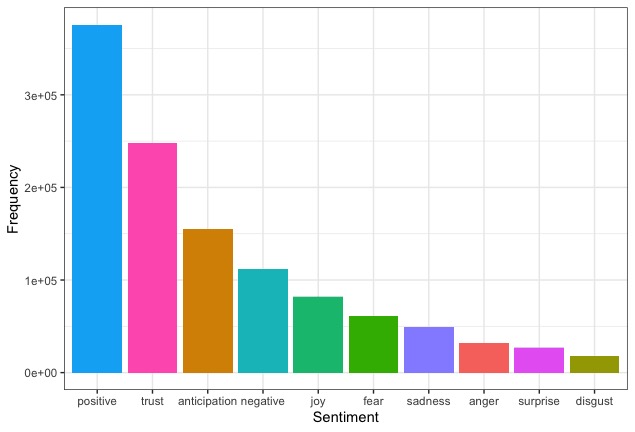 Frequency
3e+05
2e+05
1e+05
0e+00
positive trust anticipation negative joy fear sadness anger surprise disgust
Sentiment